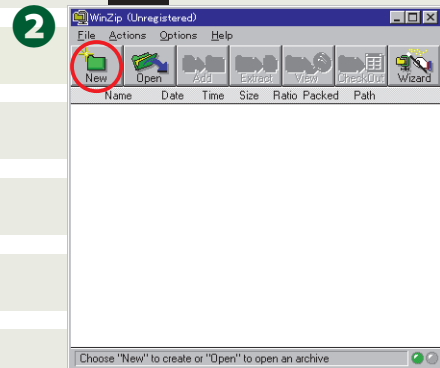 2
WinZip (Unregistered)
File Actions Options Help
New Open Add Extract View CheckOut Wizard
Name Date Time Size Ratio Packed Path
Choose "New" to create or "Open" to open an archive